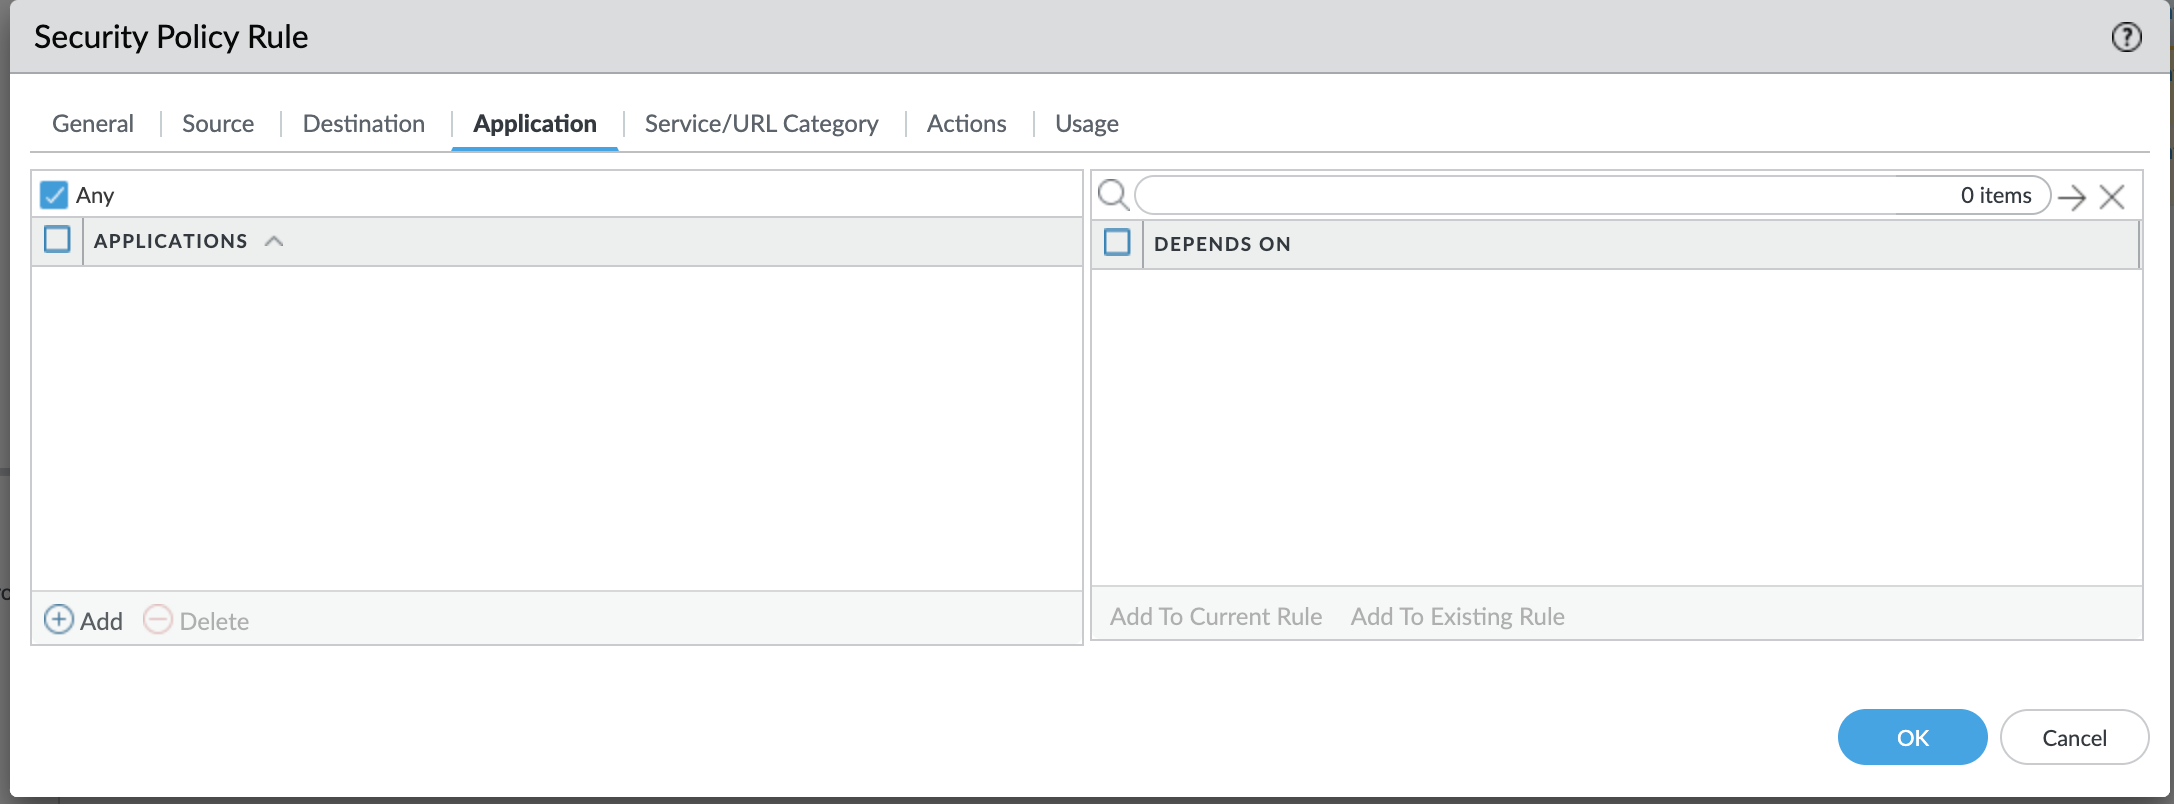 Security Policy Rule
General Source Destination Application Service/URL Category Actions Usage
Any
0 items
APPLICATIONS
DEPENDS ON
Add Delete
Add To Current Rule Add To Existing Rule
OK Cancel